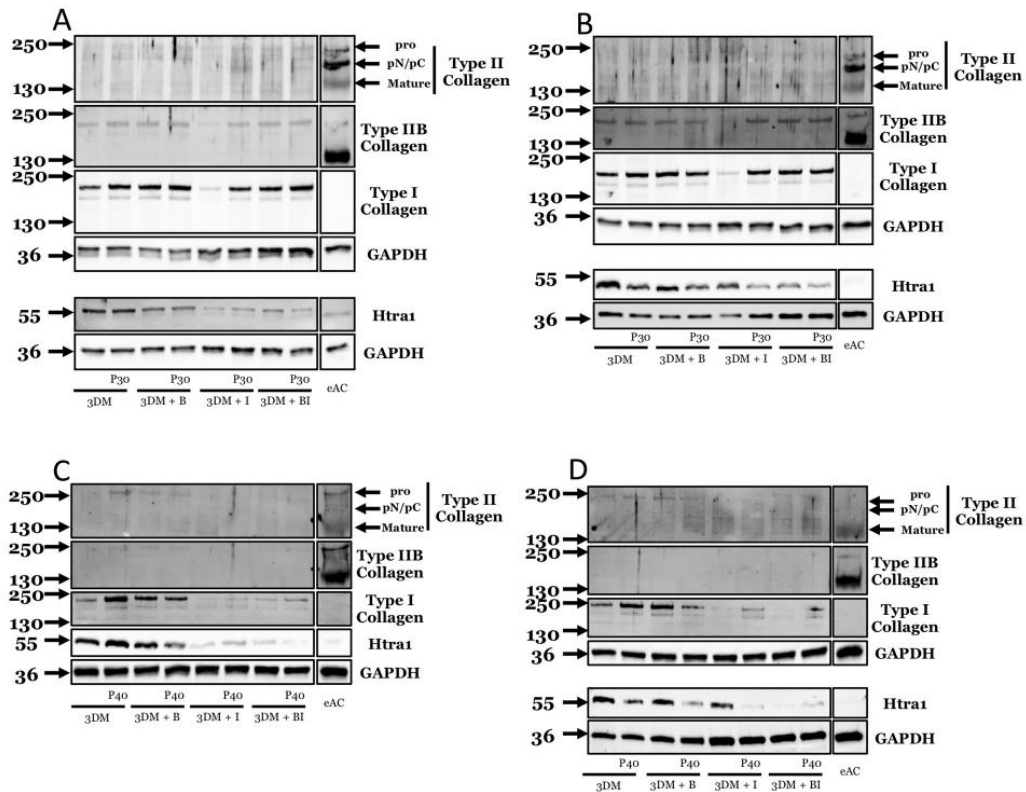 A
250
130
pro
pN/pC
Mature
Type II
Collagen
250
130
Type IIB
Collagen
250
130
Type I
Collagen
36
GAPDH
55
Htra1
36
GAPDH
P30 P30 P30 P30
3DM 3DM + B 3DM + I 3DM + BI eAC
B
250
130
pro
pN/pC
Mature
Type II
Collagen
250
130
Type IIB
Collagen
250
130
Type I
Collagen
36
GAPDH
55
Htra1
36
GAPDH
P30 P30 P30 P30
3DM 3DM + B 3DM + I 3DM + BI eAC
C
250
130
pro
pN/pC
Mature
Type II
Collagen
250
130
Type IIB
Collagen
250
130
Type I
Collagen
55
Htra1
36
GAPDH
P40 P40 P40 P40
3DM 3DM + B 3DM + I 3DM + BI eAC
D
250
130
pro
pN/pC
Mature
Type II
Collagen
250
130
Type IIB
Collagen
250
130
Type I
Collagen
36
GAPDH
55
Htra1
36
GAPDH
P40 P40 P40 P40
3DM 3DM + B 3DM + I 3DM + BI eAC